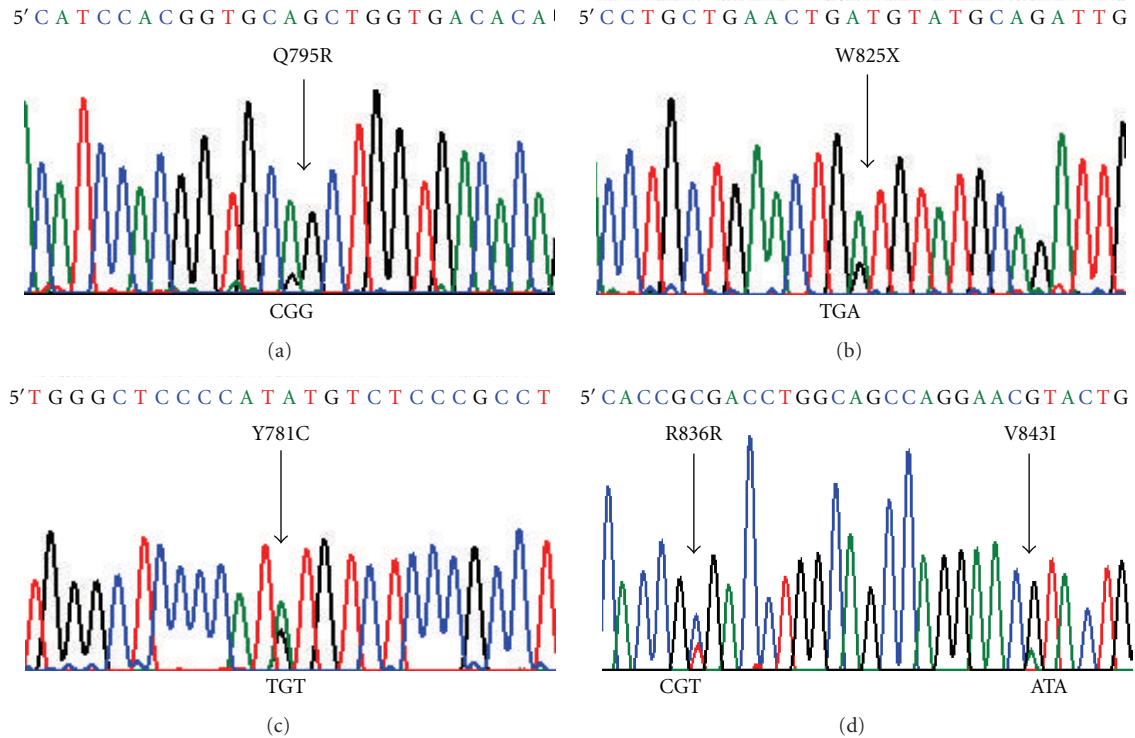 5′ C A T C C A C G G T G C A G C T G G T G A C A C A
Q795R
CGG
(a)
5′ C C T G C T G A A C T G A T G T A T G C A G A T T G
W825X
TGA
(b)
5′ T G G G C T C C C C A T A T G T C T C C C G C C T
Y781C
TGT
(c)
5′ C A C C G C G A C C T G G C A G C C A G G A A C G T A C T G
R836R V843I
CGT ATA
(d)